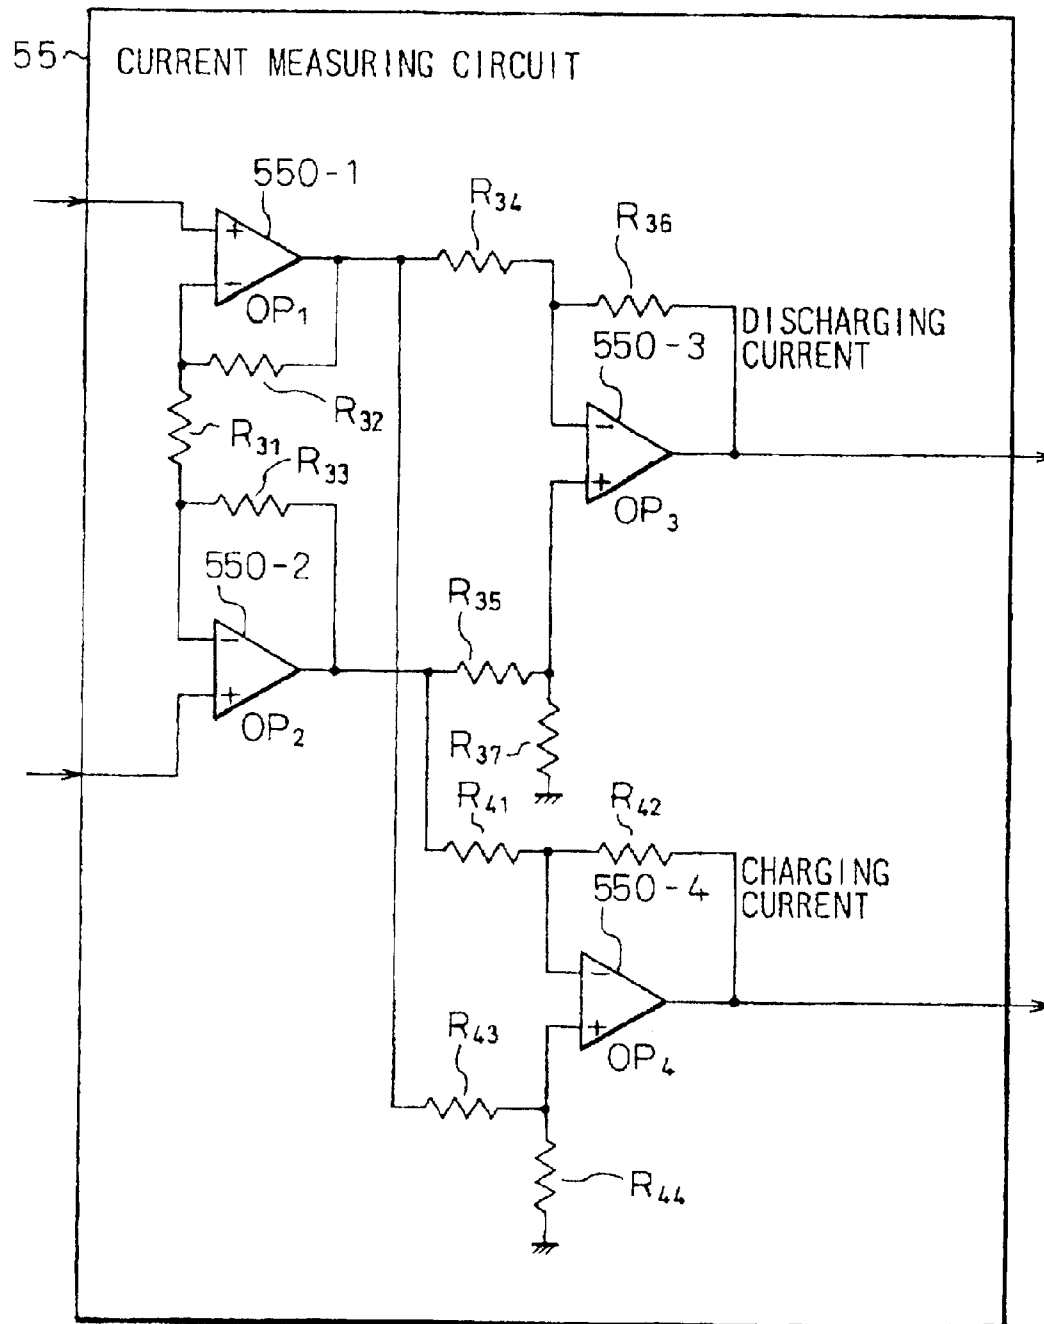 55
CURRENT MEASURING CIRCUIT
550-1
R34
R36
+
-
OP1
DISCHARGING
CURRENT
550-3
R32
R31
R33
-
+
OP3
550-2
R35
-
+
OP2
R37
R41
R42
CHARGING
CURRENT
550-4
-
+
OP4
R43
R44